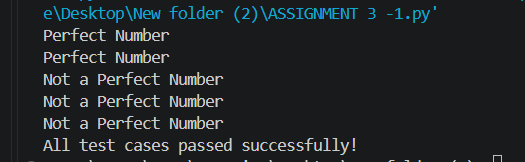 e\Desktop\New folder (2)\ASSIGNMENT 3 -1.py'
Perfect Number
Perfect Number
Not a Perfect Number
Not a Perfect Number
Not a Perfect Number
All test cases passed successfully!